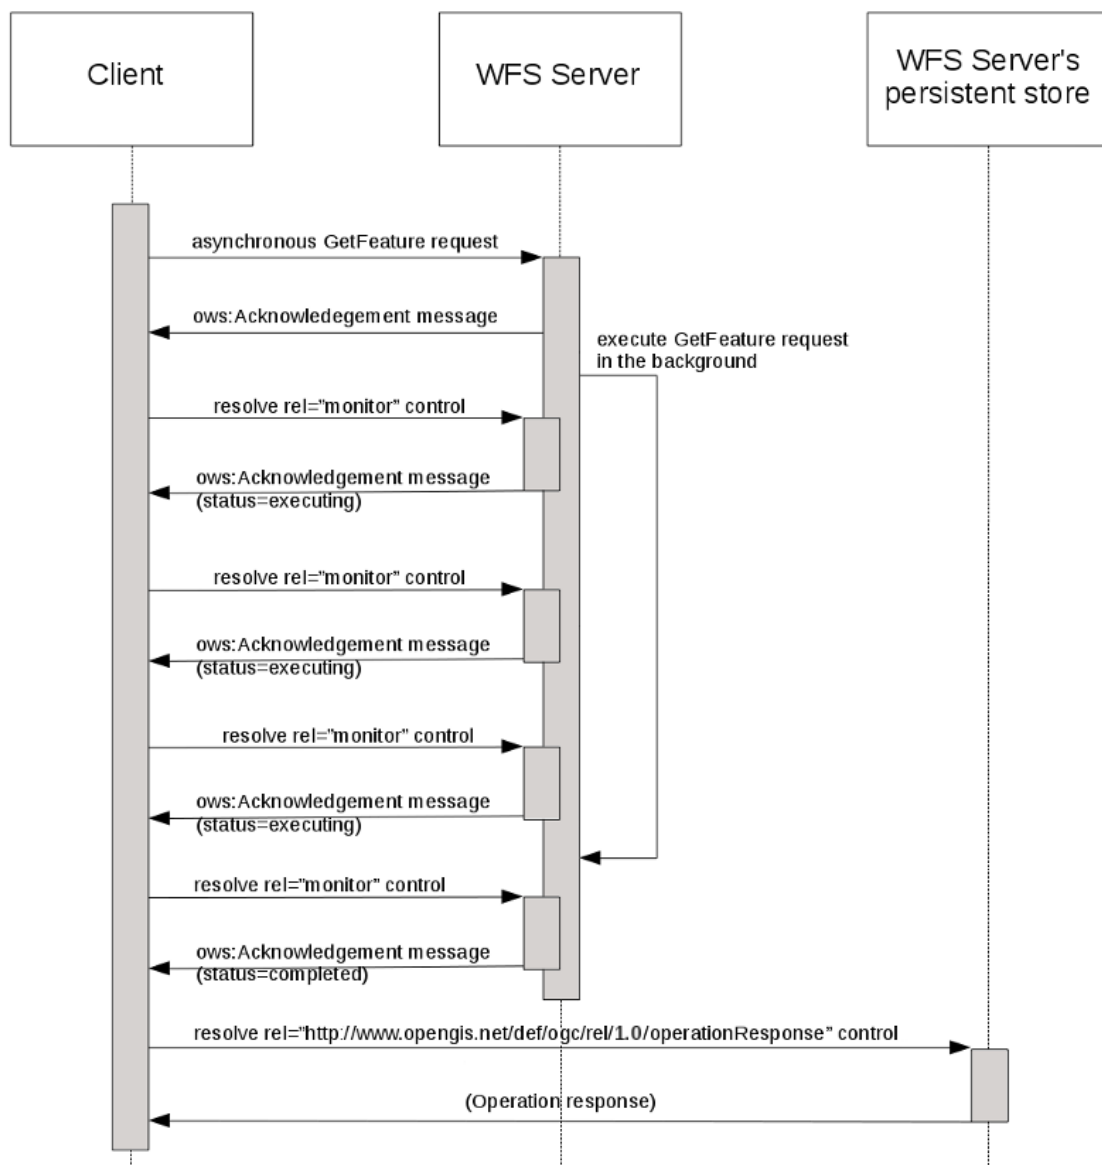 Client
WFS Server
WFS Server's
persistent store
asynchronous GetFeature request
ows:Acknowledegement message
execute GetFeature request
in the background
resolve rel=”monitor” control
ows:Acknowledgement message
(status=executing)
resolve rel=”monitor” control
ows:Acknowledgement message
(status=executing)
resolve rel=”monitor” control
ows:Acknowledgement message
(status=executing)
resolve rel=”monitor” control
ows:Acknowledgement message
(status=completed)
resolve rel=”http://www.opengis.net/def/ogc/rel/1.0/operationResponse” control
(Operation response)